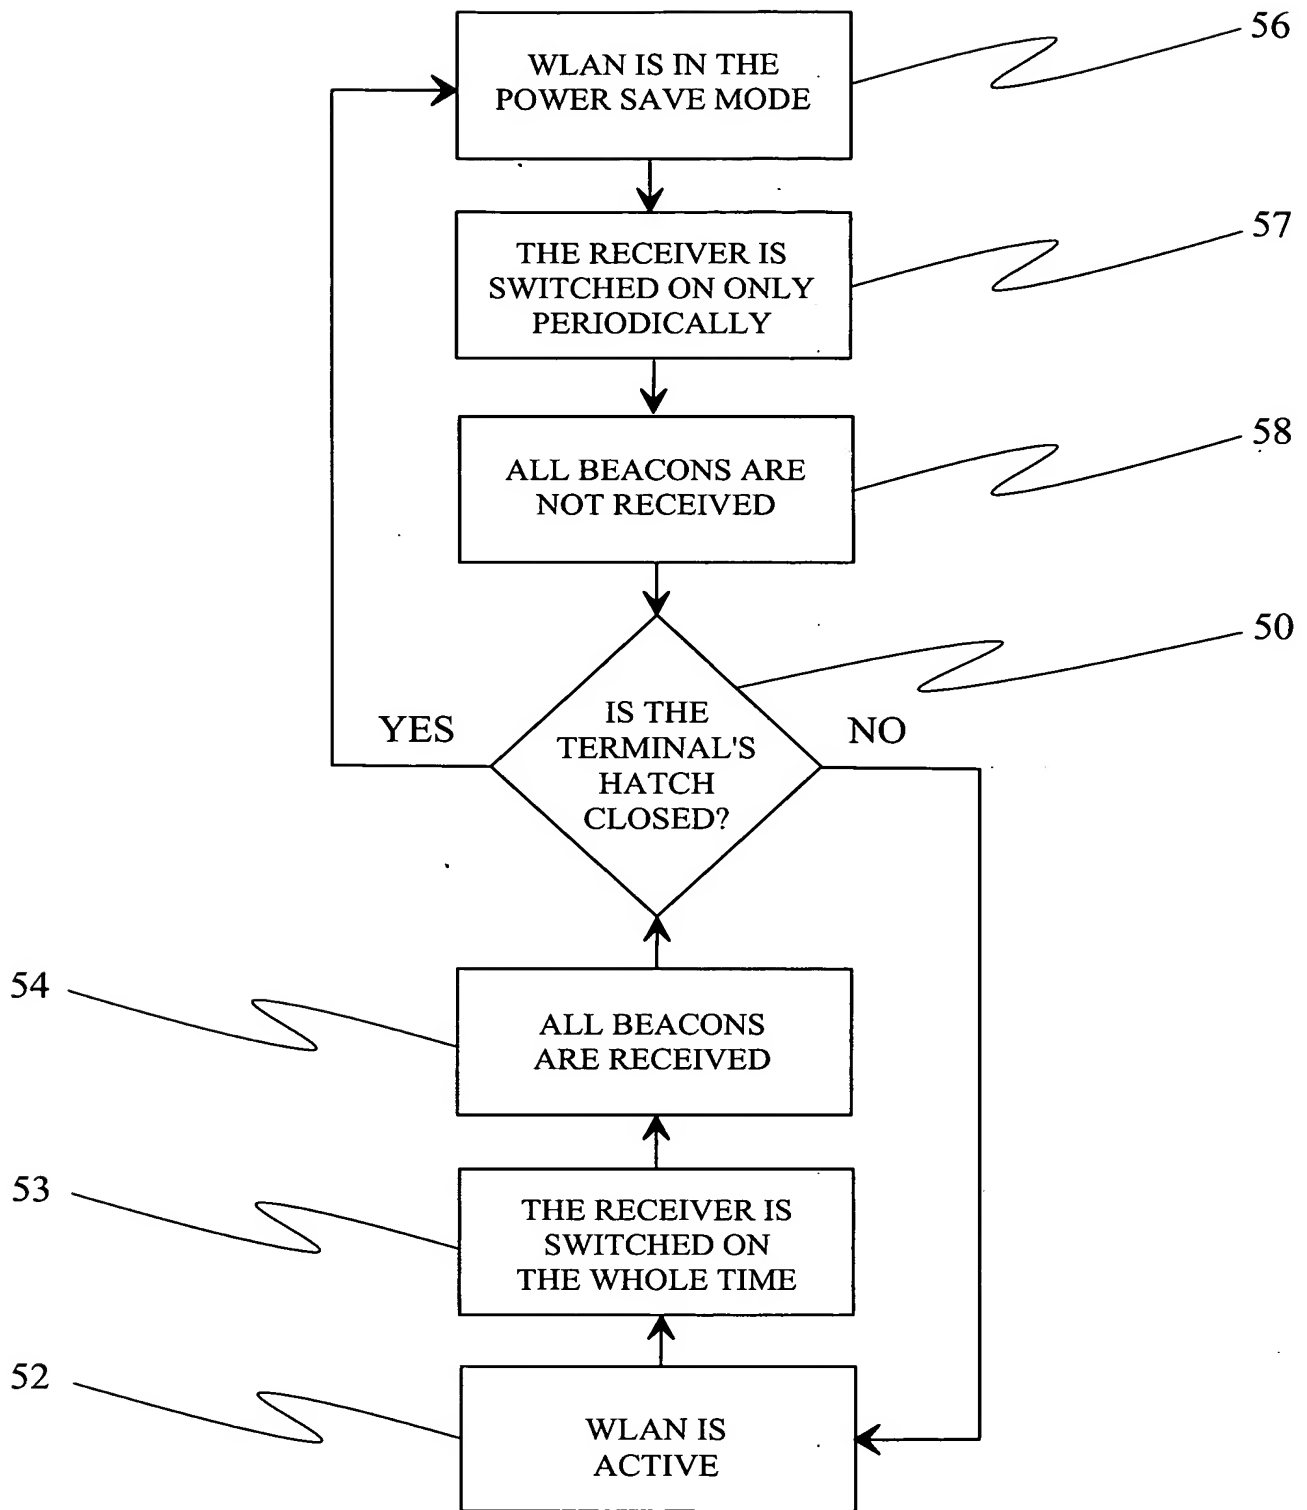 56
WLAN IS IN THE
POWER SAVE MODE
57
THE RECEIVER IS
SWITCHED ON ONLY
PERIODICALLY
58
ALL BEACONS ARE
NOT RECEIVED
50
YES
IS THE
TERMINAL'S
HATCH
CLOSED?
NO
54
ALL BEACONS
ARE RECEIVED
53
THE RECEIVER IS
SWITCHED ON
THE WHOLE TIME
52
WLAN IS
ACTIVE